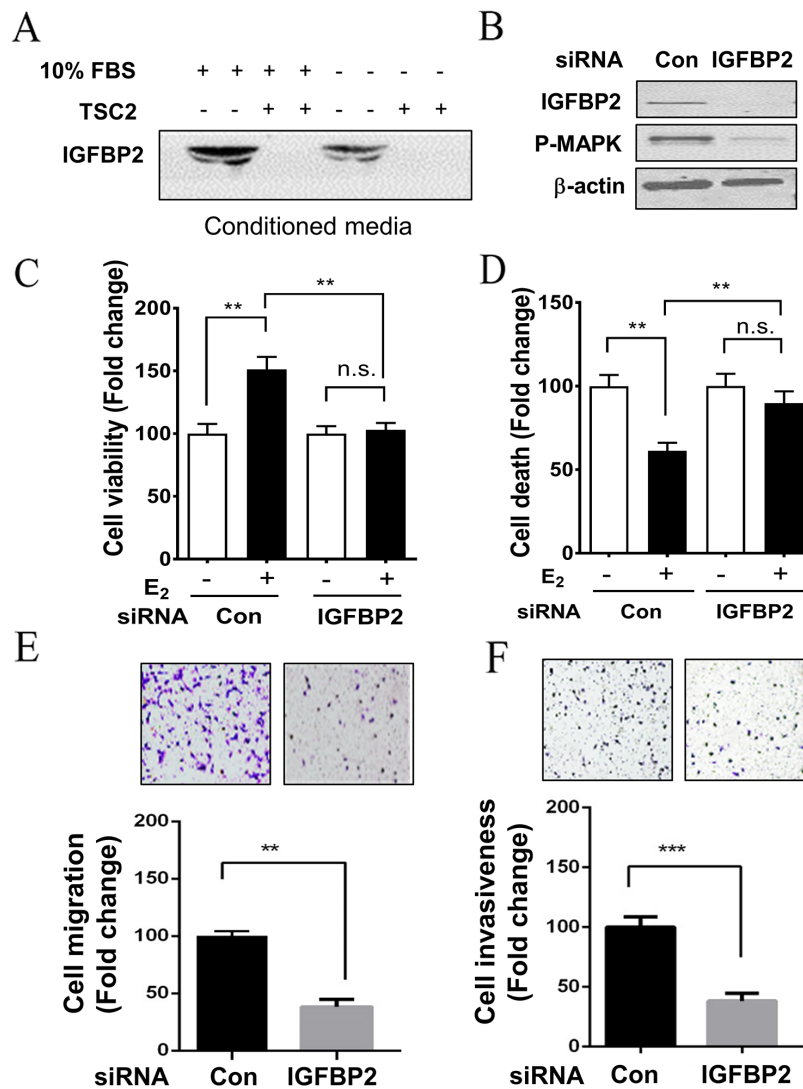 A
10% FBS + + + + - - - -
TSC2 - - + + - - + +
IGFBP2
Conditioned media
B
siRNA Con IGFBP2
IGFBP2
P-MAPK
β-actin
C
Cell viability (Fold change)
200
150
100
50
0
**
**
n.s.
E2 - + - +
siRNA Con IGFBP2
D
Cell death (Fold change)
150
100
50
0
**
**
n.s.
E2 - + - +
siRNA Con IGFBP2
E
Cell migration
(Fold change)
200
150
100
50
0
**
siRNA Con IGFBP2
F
Cell invasiveness
(Fold change)
200
150
100
50
0
***
siRNA Con IGFBP2